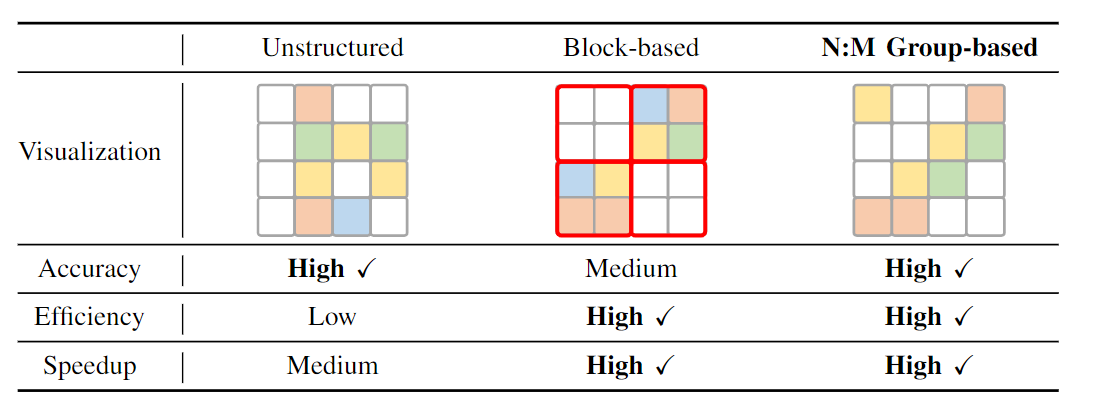 Unstructured Block-based N:M Group-based
Visualization
Accuracy High ✓ Medium High ✓
Efficiency Low High ✓ High ✓
Speedup Medium High ✓ High ✓